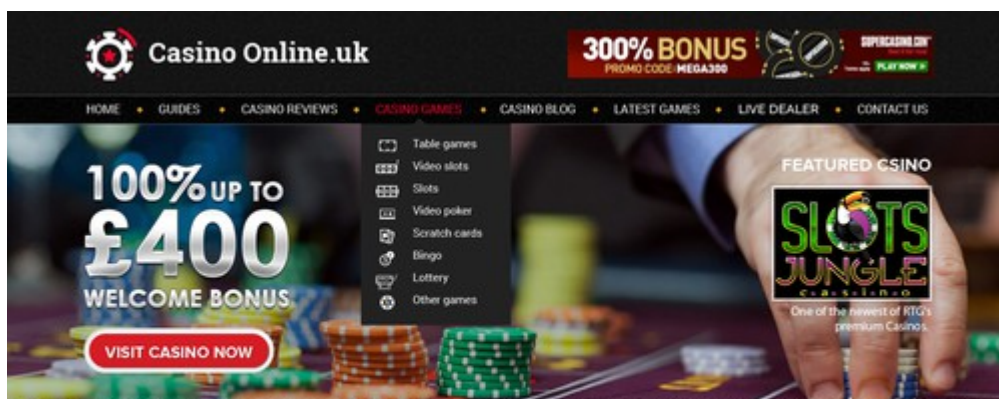 Casino Online.uk
300% BONUS
PROMO CODE: MEGA300
SUPERCASINO.COM
PLAY NOW
HOME GUIDES CASINO REVIEWS CASINO GAMES CASINO BLOG LATEST GAMES LIVE DEALER CONTACT US
Table games
Video slots
Slots
Video poker
Scratch cards
Bingo
Lottery
Other games
100% UP TO
£400
WELCOME BONUS
VISIT CASINO NOW
FEATURED CSINO
SLOTS
JUNGLE
casino
One of the newest of RTG's
premium Casinos.